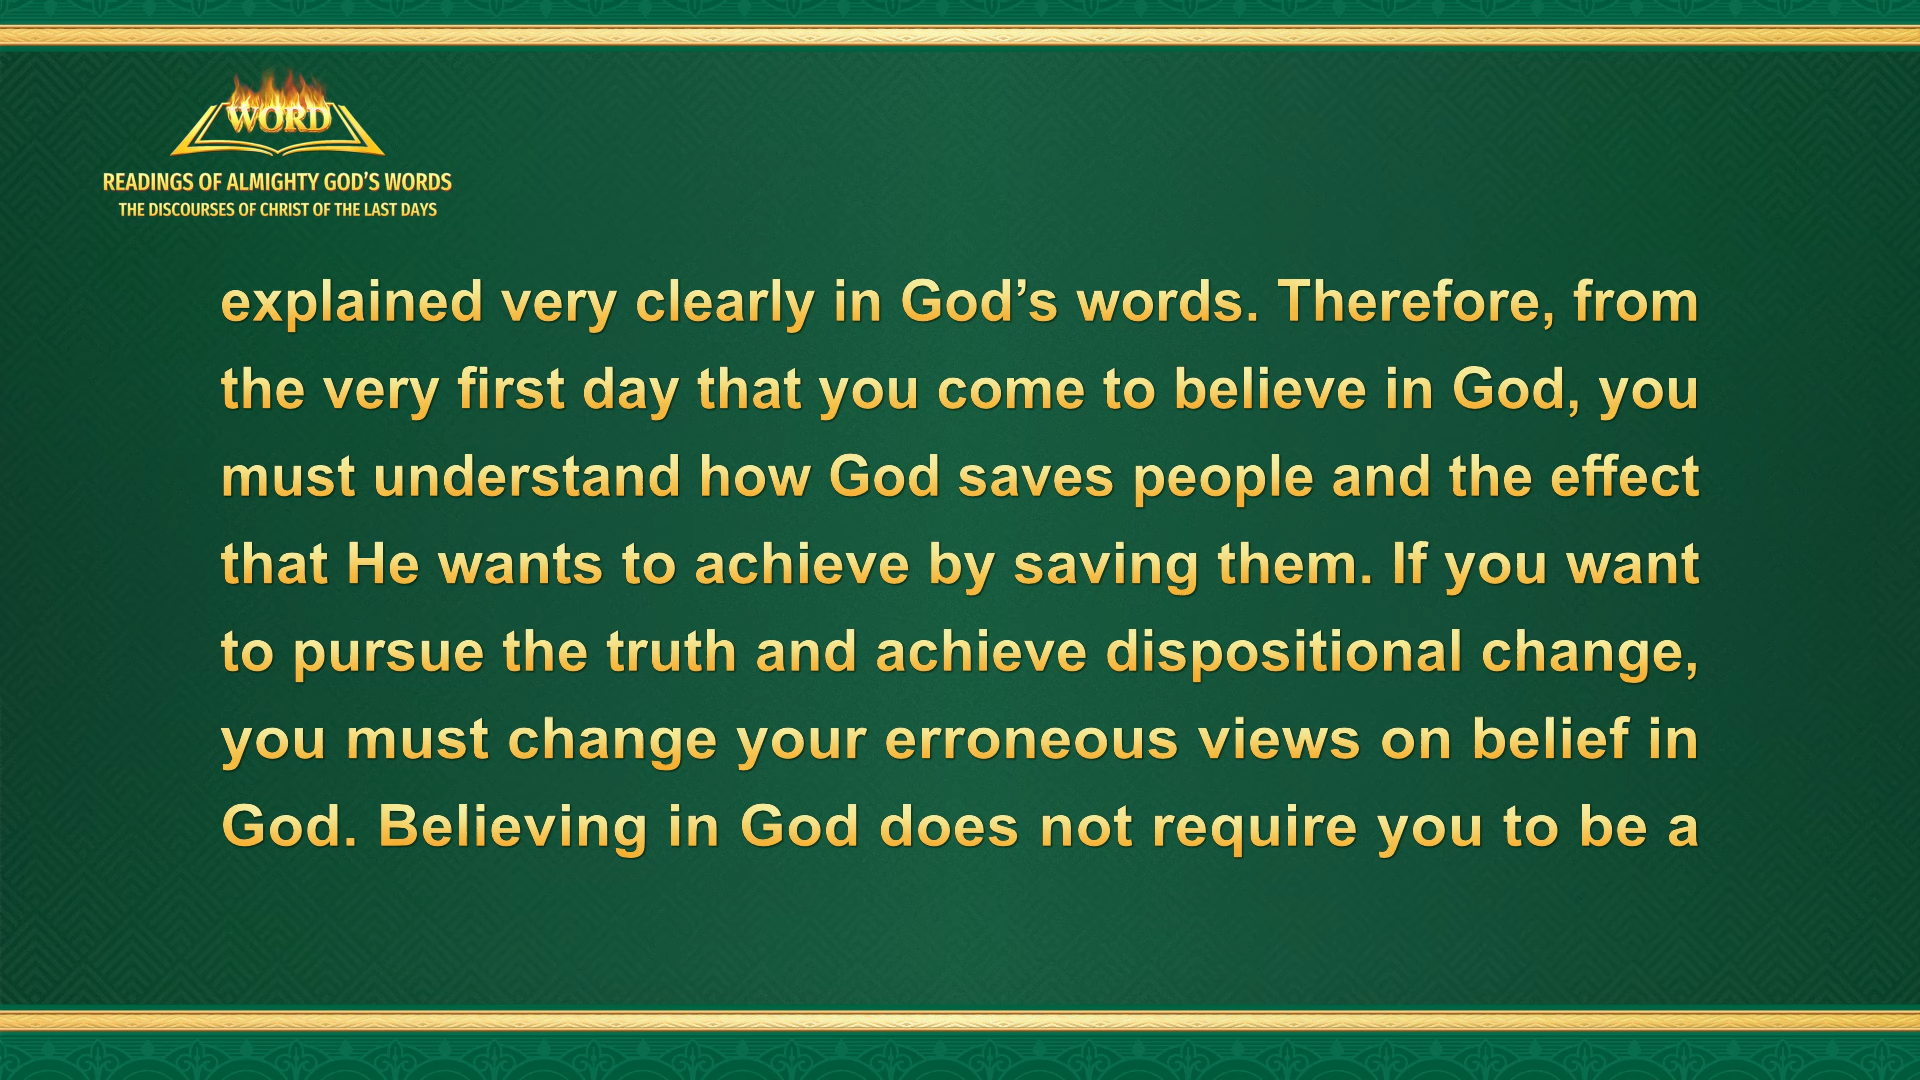 WORD
READINGS OF ALMIGHTY GOD’S WORDS
THE DISCOURSES OF CHRIST OF THE LAST DAYS
explained very clearly in God’s words. Therefore, from
the very first day that you come to believe in God, you
must understand how God saves people and the effect
that He wants to achieve by saving them. If you want
to pursue the truth and achieve dispositional change,
you must change your erroneous views on belief in
God. Believing in God does not require you to be a